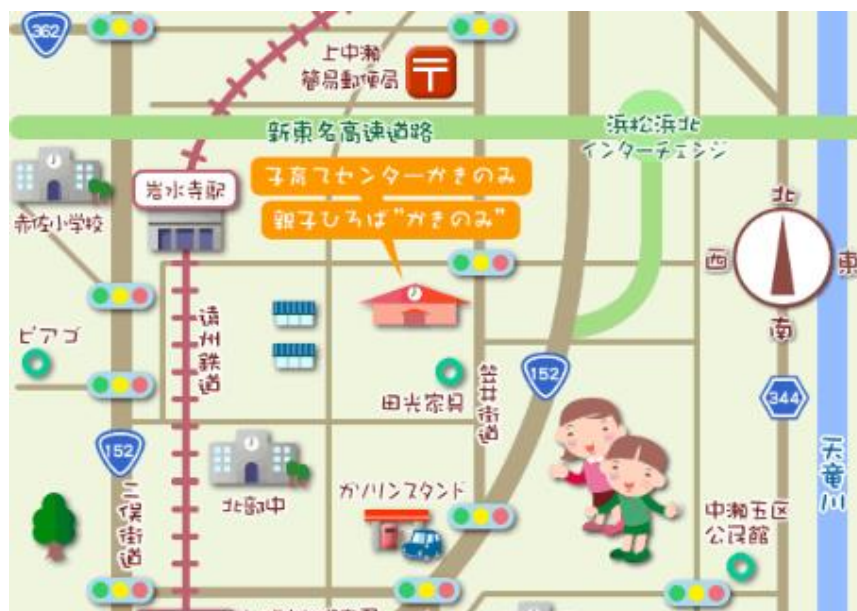 362
上中瀬
簡易郵便局
新東名高速道路
浜松浜北
インターチェンジ
子育てセンターかきのみ
岩水寺駅
親子ひろば"かきのみ"
赤佐小学校
北
西
東
南
ピアゴ
遠州鉄道
田光家具
笠井街道
152
344
天竜川
152
二俣街道
北部中
ガソリンスタンド
中瀬五区
公民館